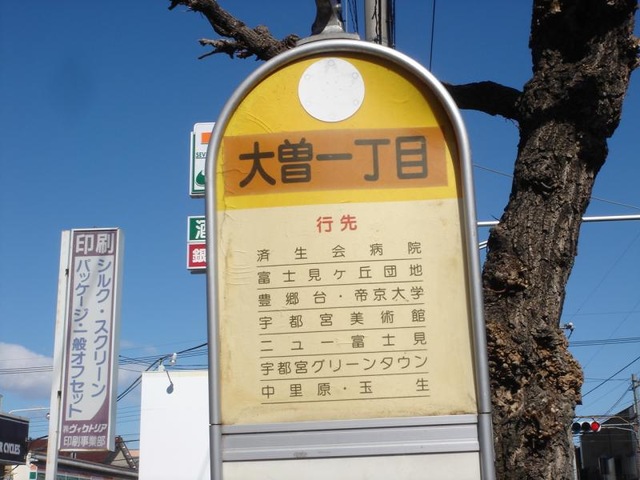 大曽一丁目
行先
済生会病院
富士見ヶ丘団地
豊郷台・帝京大学
宇都宮美術館
ニュー富士見
宇都宮グリーンタウン
中里原・玉生
印刷
シルク・スクリーン
パッケージ・一般オフセット
㈱ヴィクトリア
印刷事業部
酒
銀